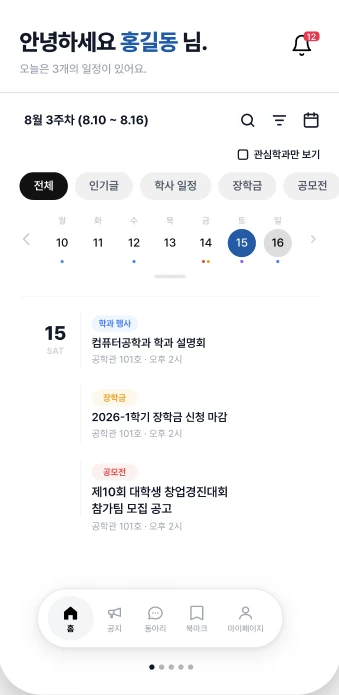 안녕하세요 홍길동 님.
12
오늘은 3개의 일정이 있어요.
8월 3주차 (8.10 ~ 8.16)
관심학과만 보기
전체 인기글 학사 일정 장학금 공모전
월 화 수 목 금 토 일
10 11 12 13 14 15 16
15
SAT
학과 행사
컴퓨터공학과 학과 설명회
공학관 101호 · 오후 2시
장학금
2026-1학기 장학금 신청 마감
공학관 101호 · 오후 2시
공모전
제10회 대학생 창업경진대회
참가팀 모집 공고
공학관 101호 · 오후 2시
홈 공지 동아리 북마크 마이페이지